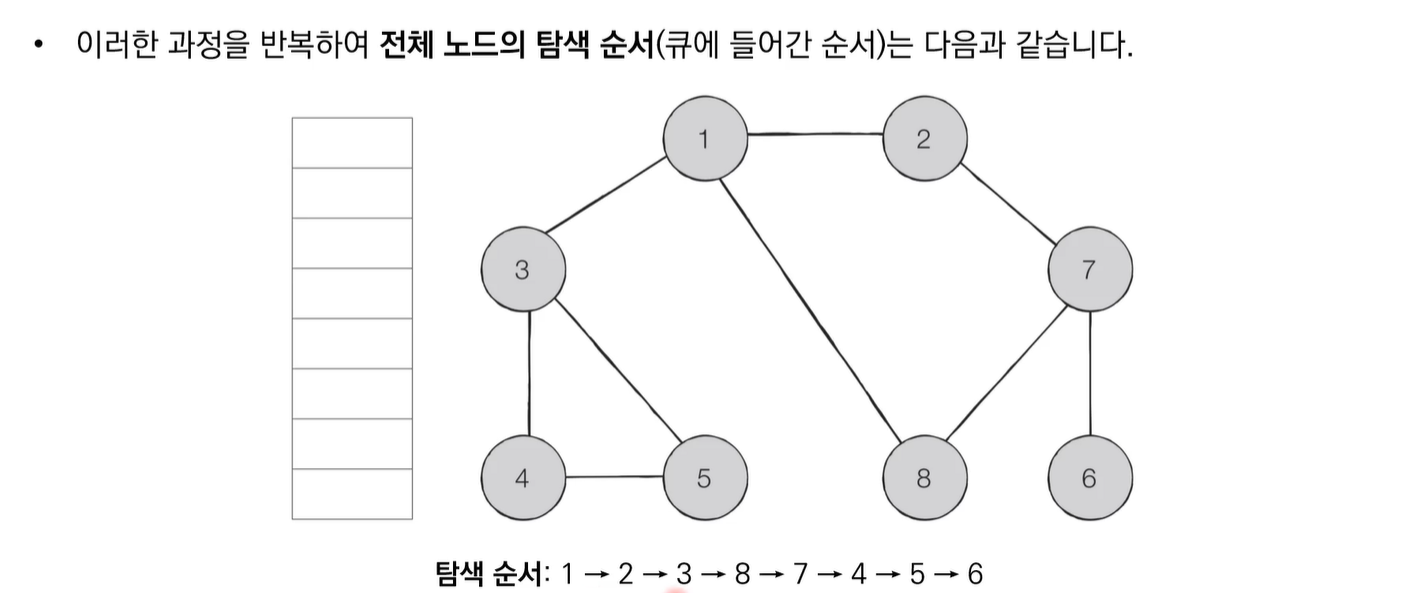 • 이러한 과정을 반복하여 전체 노드의 탐색 순서(큐에 들어간 순서)는 다음과 같습니다.
1 2
3 7
4 5 8 6
탐색 순서: 1 → 2 → 3 → 8 → 7 → 4 → 5 → 6